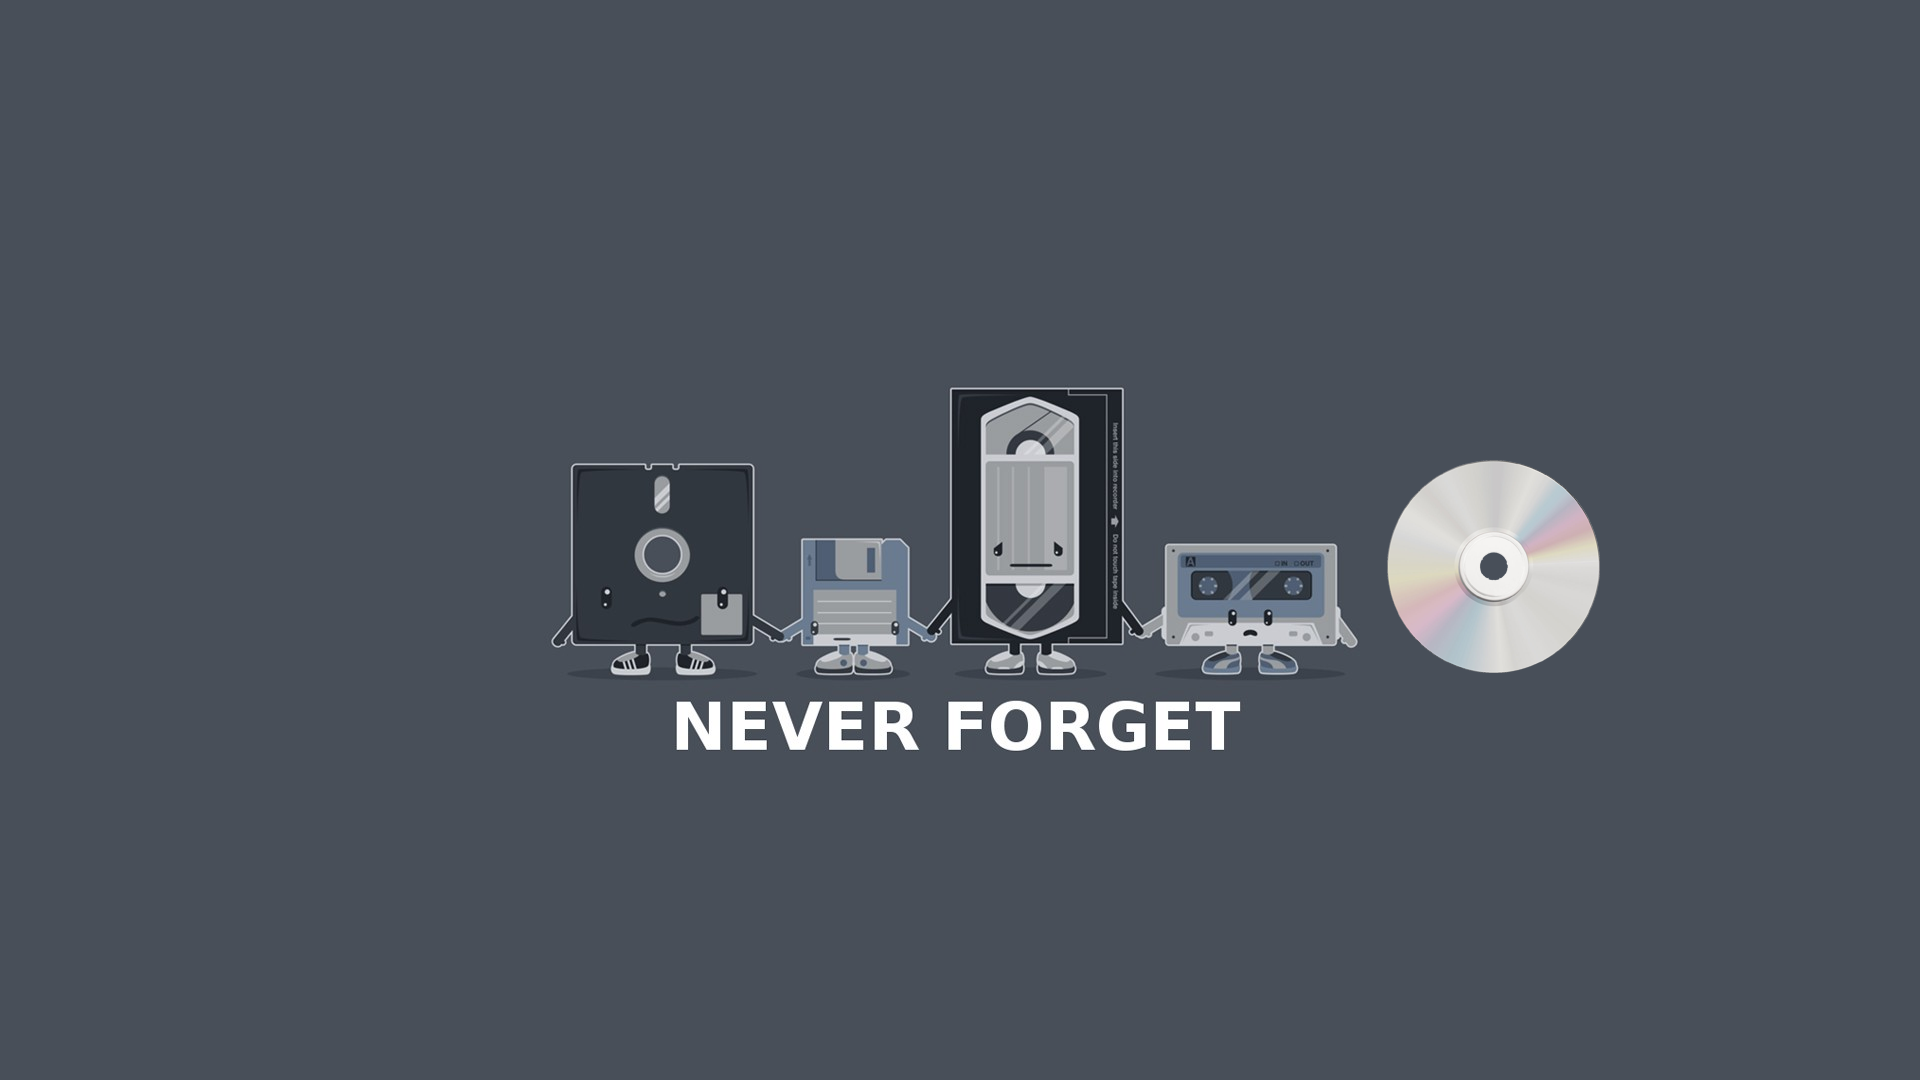 Insert this side into recorder Do not touch tape inside
A IN OUT
NEVER FORGET